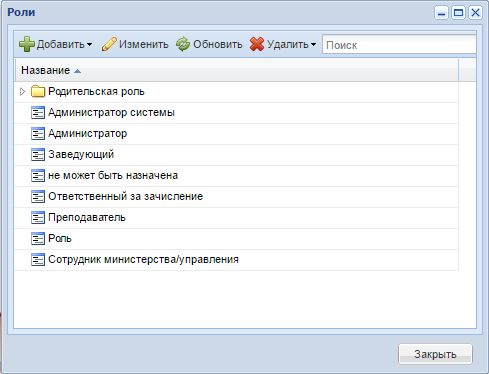 Роли
Добавить Изменить Обновить Удалить Поиск
Название
Родительская роль
Администратор системы
Администратор
Заведующий
не может быть назначена
Ответственный за зачисление
Преподаватель
Роль
Сотрудник министерства/управления
Закрыть